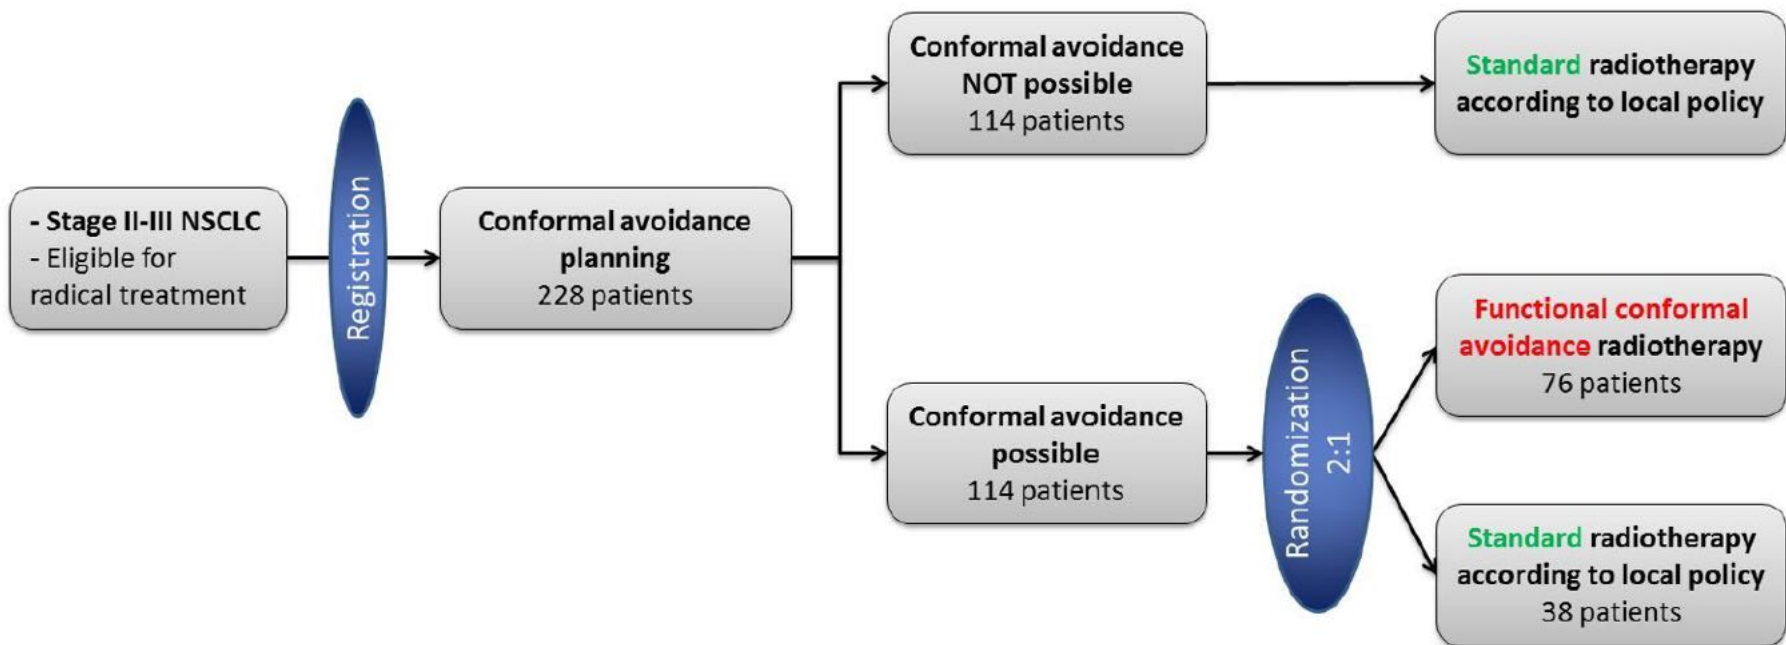 - Stage II-III NSCLC
- Eligible for
radical treatment
Registration
Conformal avoidance
planning
228 patients
Conformal avoidance
NOT possible
114 patients
Standard radiotherapy
according to local policy
Conformal avoidance
possible
114 patients
Randomization
2:1
Functional conformal
avoidance radiotherapy
76 patients
Standard radiotherapy
according to local policy
38 patients